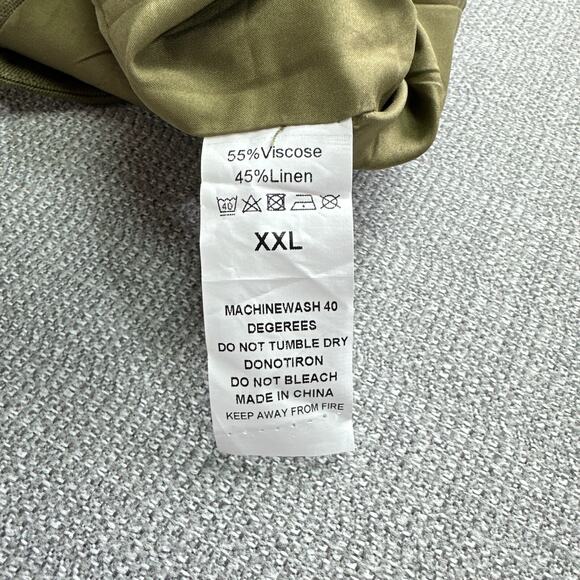 55%Viscose
45%Linen
40
XXL
MACHINEWASH 40
DEGEREES
DO NOT TUMBLE DRY
DONOTIRON
DO NOT BLEACH
MADE IN CHINA
KEEP AWAY FROM FIRE